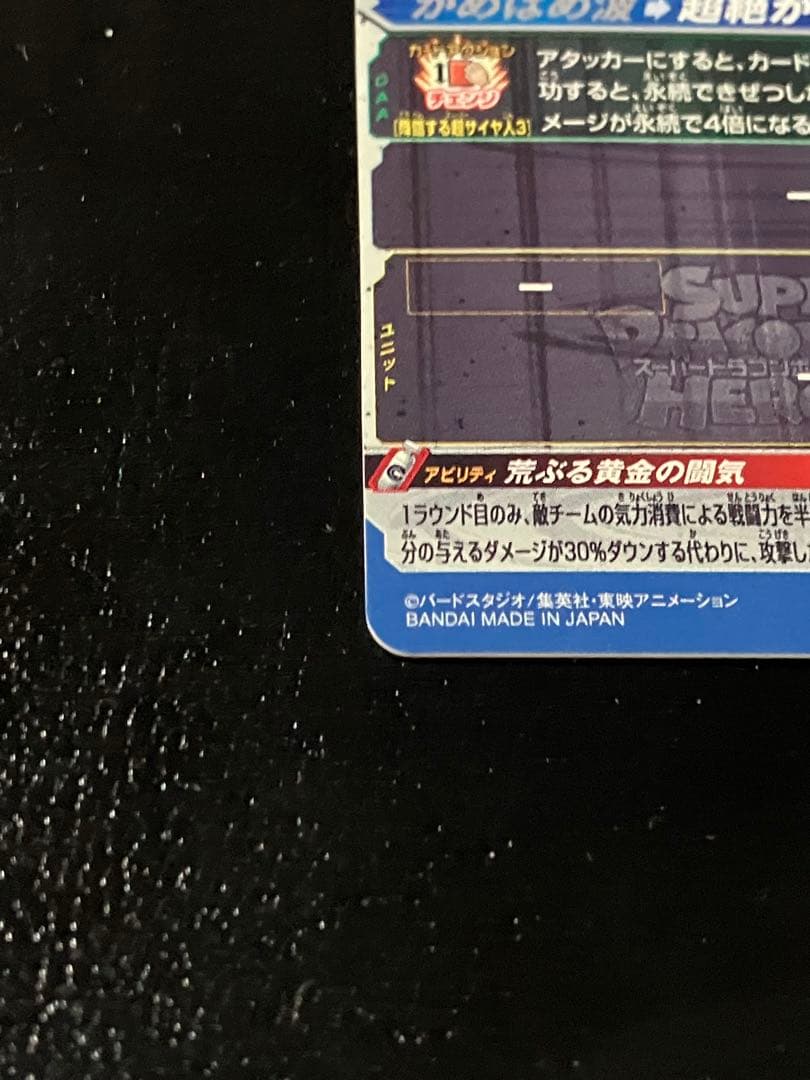 かめはめ波➡超絶か
カードアクション
1
チェンジ
[降臨する超サイヤ人3]
アタッカーにすると、カード
功すると、永続できぜつし
メージが永続で4倍になる
ー
ユニット
ー
SUP
DRAGO
スーパードラゴンボ
HER
アビリティ 荒ぶる黄金の闘気
1ラウンド目のみ、敵チームの気力消費による戦闘力を半
分の与えるダメージが30%ダウンする代わりに、攻撃し
©バードスタジオ/集英社・東映アニメーション
BANDAI MADE IN JAPAN